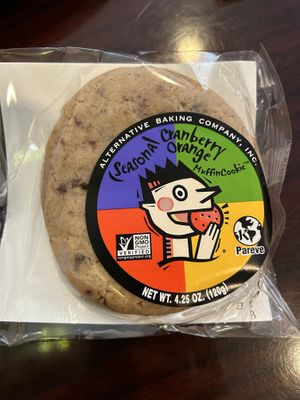 ALTERNATIVE BAKING COMPANY, INC.
(Seasonal) Cranberry
Orange
MuffinCookie™
NON
GMO
Project
VERIFIED
nongmoproject.org
K
Pareve
NET WT. 4.25 OZ. (120g)